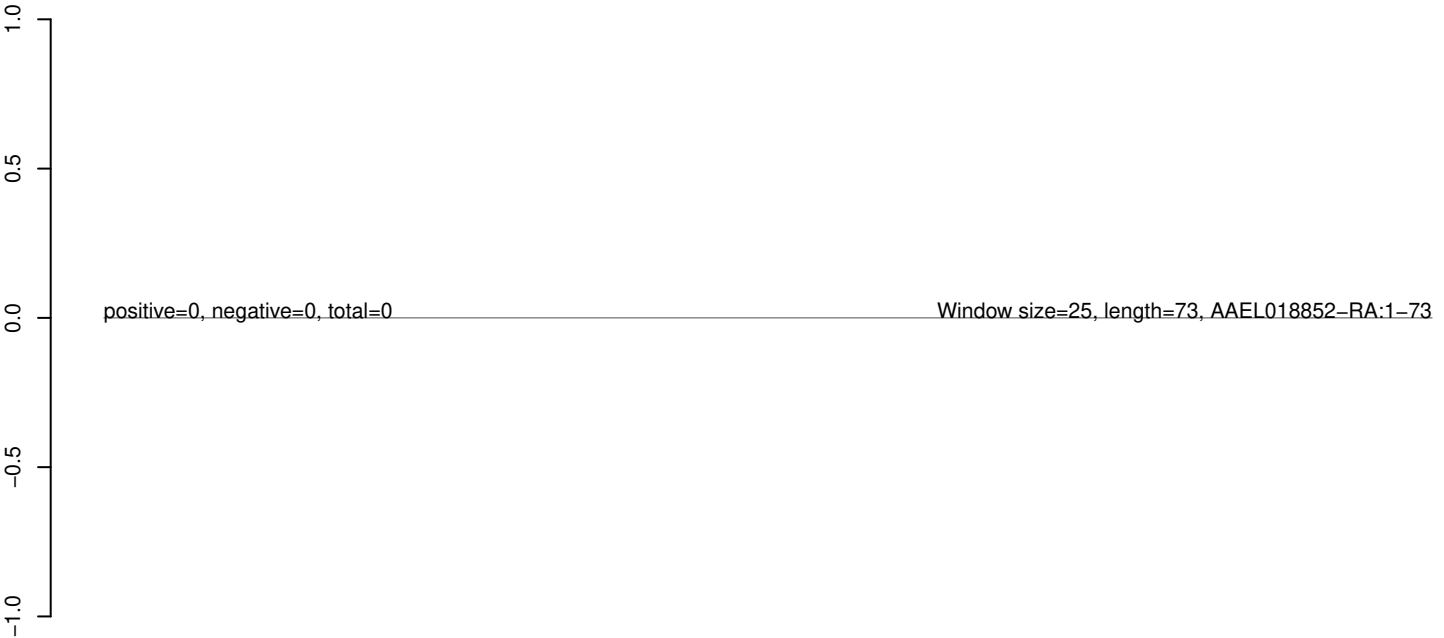 1.0
0.5
0.0
−0.5
−1.0
positive=0, negative=0, total=0
Window size=25, length=73, AAEL018852−RA:1−73